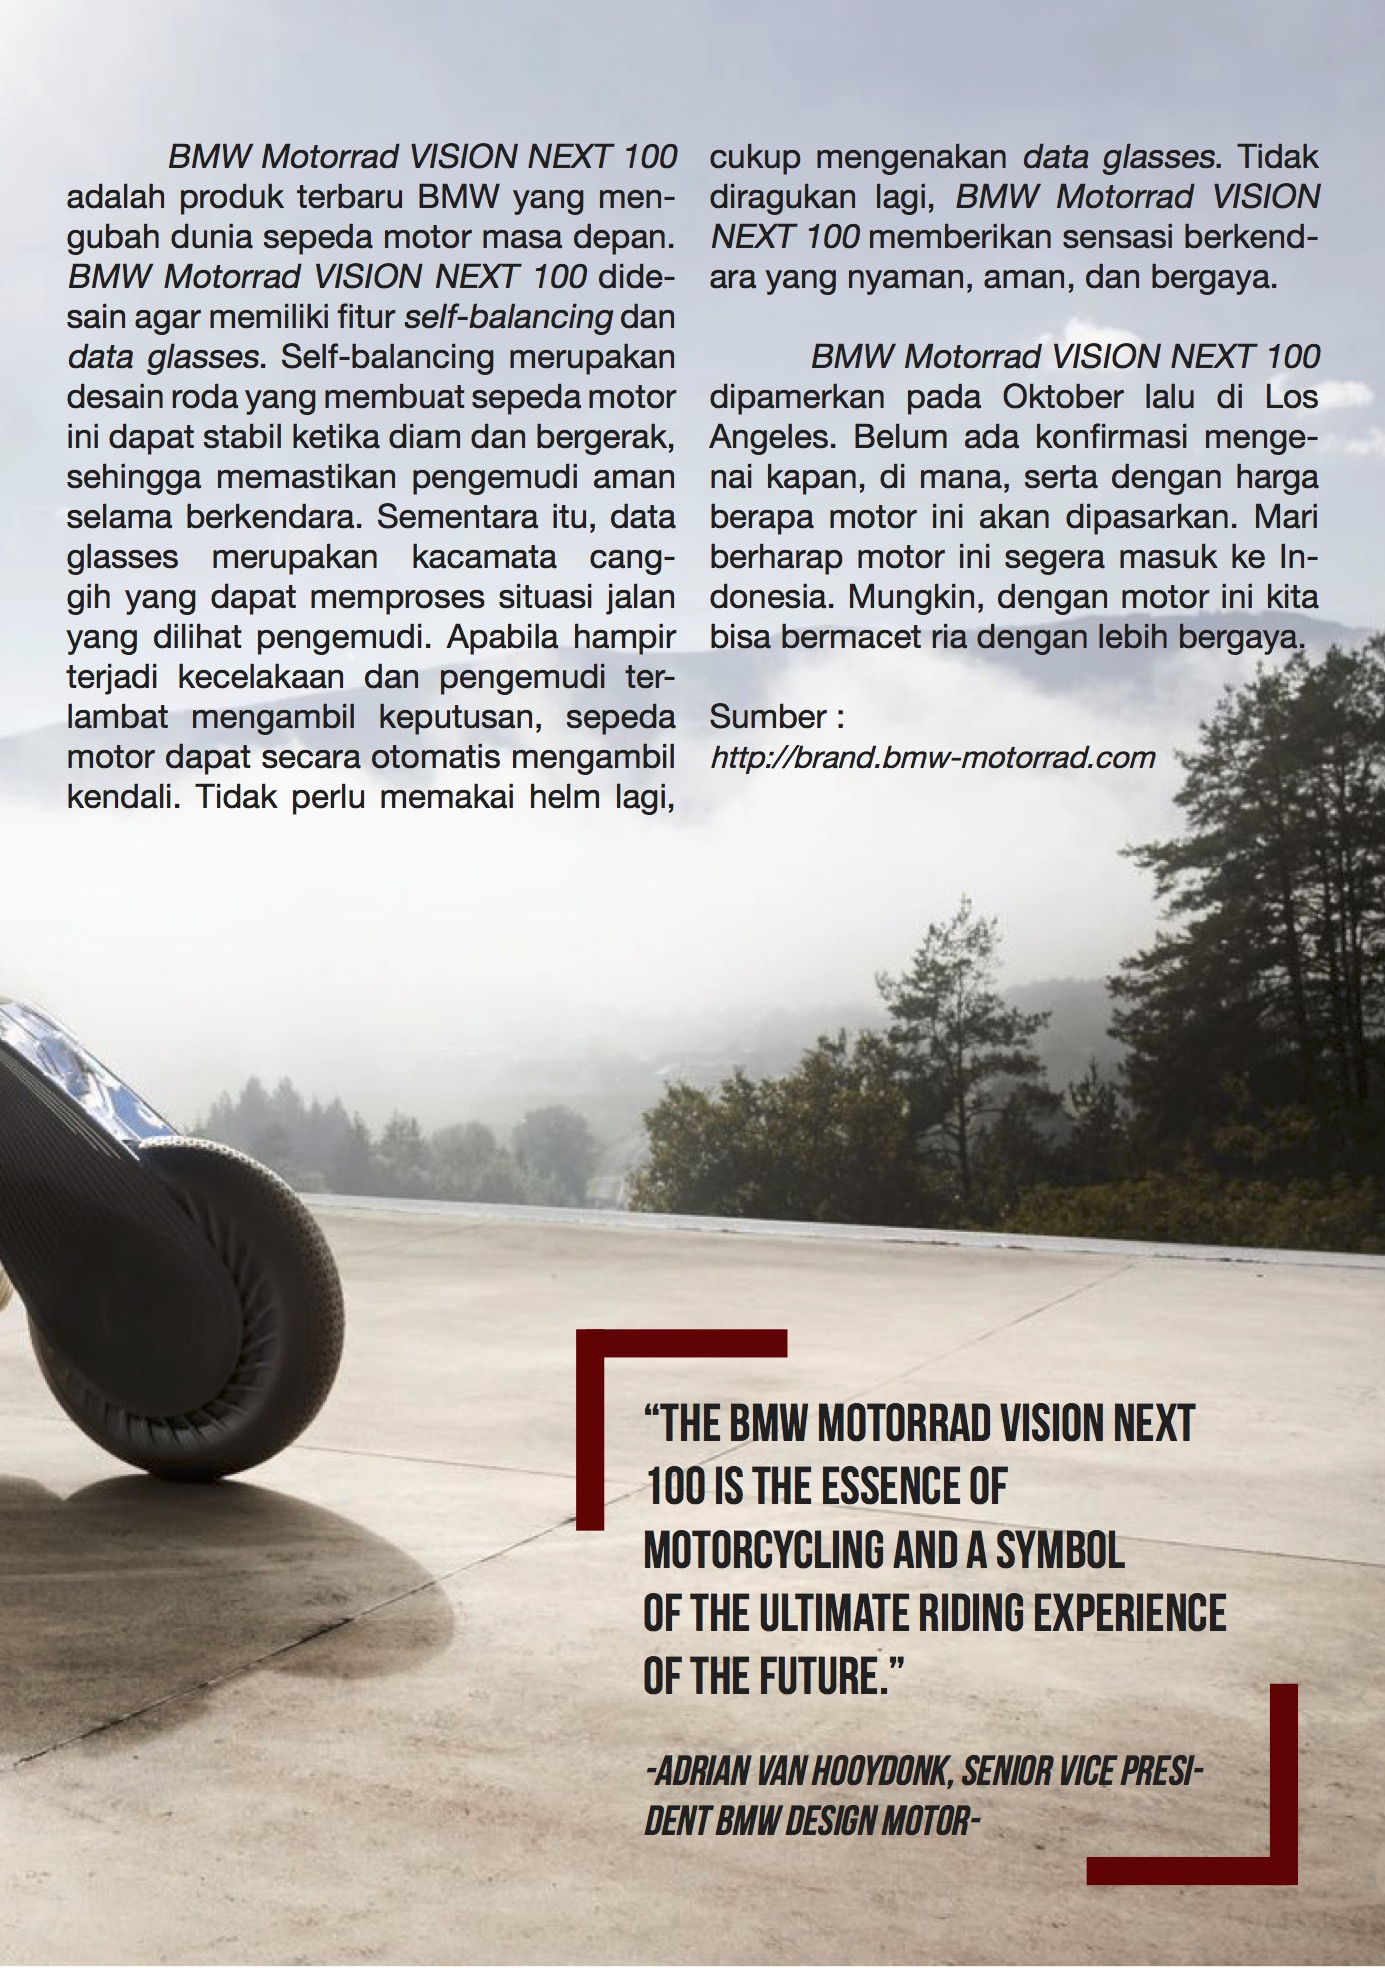 BMW Motorrad VISION NEXT 100
adalah produk terbaru BMW yang men-
gubah dunia sepeda motor masa depan.
BMW Motorrad VISION NEXT 100 dide-
sain agar memiliki fitur self-balancing dan
data glasses. Self-balancing merupakan
desain roda yang membuat sepeda motor
ini dapat stabil ketika diam dan bergerak,
sehingga memastikan pengemudi aman
selama berkendara. Sementara itu, data
glasses merupakan kacamata cang-
gih yang dapat memproses situasi jalan
yang dilihat pengemudi. Apabila hampir
terjadi kecelakaan dan pengemudi ter-
lambat mengambil keputusan, sepeda
motor dapat secara otomatis mengambil
kendali. Tidak perlu memakai helm lagi,
cukup mengenakan data glasses. Tidak
diragukan lagi, BMW Motorrad VISION
NEXT 100 memberikan sensasi berkend-
ara yang nyaman, aman, dan bergaya.
BMW Motorrad VISION NEXT 100
dipamerkan pada Oktober lalu di Los
Angeles. Belum ada konfirmasi menge-
nai kapan, di mana, serta dengan harga
berapa motor ini akan dipasarkan. Mari
berharap motor ini segera masuk ke In-
donesia. Mungkin, dengan motor ini kita
bisa bermacet ria dengan lebih bergaya.
Sumber :
http://brand.bmw-motorrad.com
“THE BMW MOTORRAD VISION NEXT
100 IS THE ESSENCE OF
MOTORCYCLING AND A SYMBOL
OF THE ULTIMATE RIDING EXPERIENCE
OF THE FUTURE.”
-ADRIAN VAN HOOYDONK, SENIOR VICE PRESI-
DENT BMW DESIGN MOTOR-